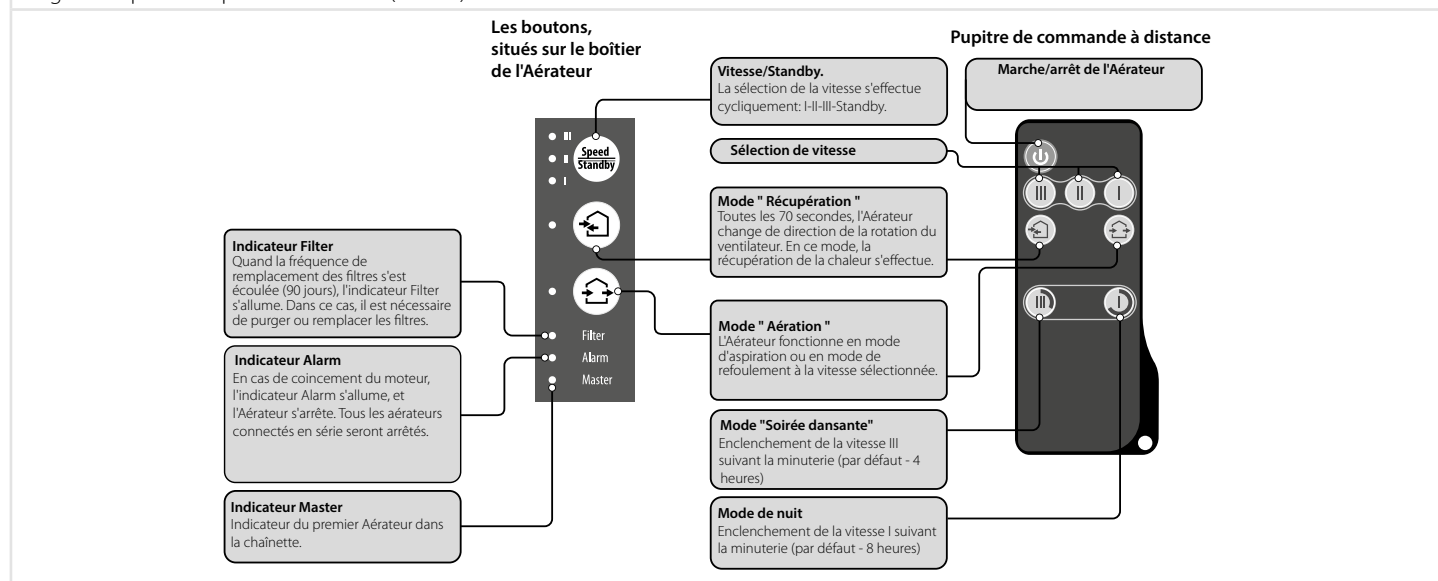 Les boutons,
situés sur le boîtier
de l'Aérateur
Pupitre de commande à distance
Vitesse/Standby.
La sélection de la vitesse s'effectue
cycliquement: I-II-III-Standby.
Marche/arrêt de l'Aérateur
Sélection de vitesse
III
II
I
Speed
Standby
III
II
I
Mode " Récupération "
Toutes les 70 secondes, l'Aérateur
change de direction de la rotation du
ventilateur. En ce mode, la
récupération de la chaleur s'effectue.
Indicateur Filter
Quand la fréquence de
remplacement des filtres s'est
écoulée (90 jours), l'indicateur Filter
s'allume. Dans ce cas, il est nécessaire
de purger ou remplacer les filtres.
Mode " Aération "
L'Aérateur fonctionne en mode
d'aspiration ou en mode de
refoulement à la vitesse sélectionnée.
III
I
Filter
Alarm
Master
Indicateur Alarm
En cas de coincement du moteur,
l'indicateur Alarm s'allume, et
l'Aérateur s'arrête. Tous les aérateurs
connectés en série seront arrêtés.
Mode "Soirée dansante"
Enclenchement de la vitesse III
suivant la minuterie (par défaut - 4
heures)
Indicateur Master
Indicateur du premier Aérateur dans
la chaînette.
Mode de nuit
Enclenchement de la vitesse I suivant
la minuterie (par défaut - 8 heures)